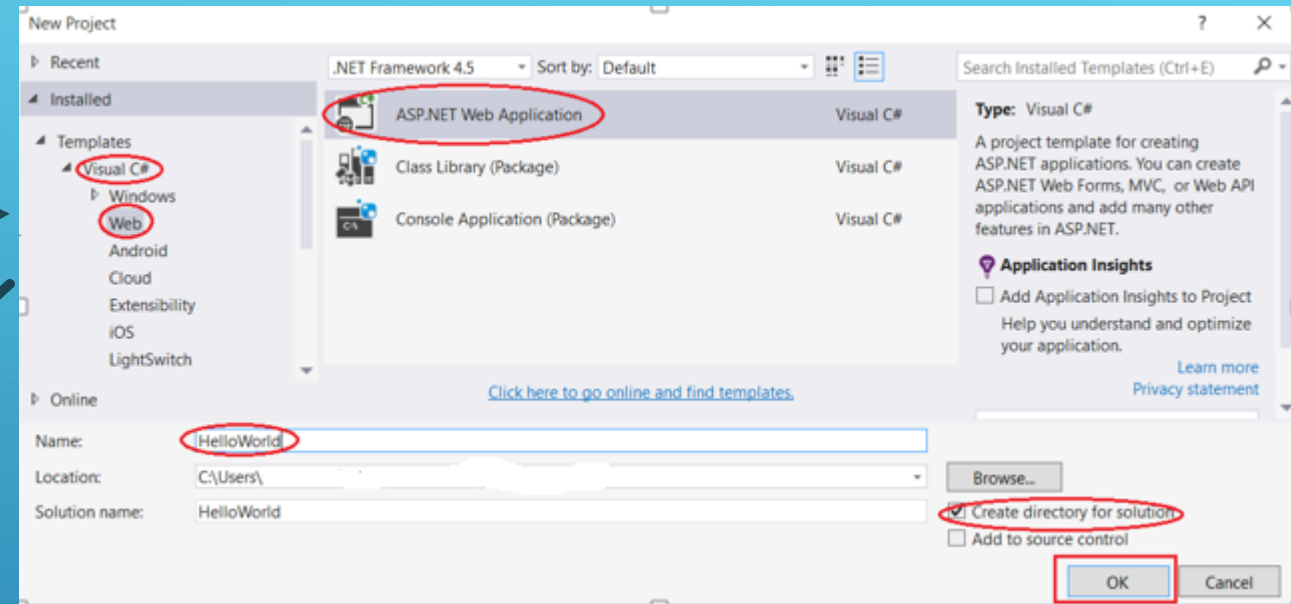 New Project
?
Recent
Installed
Templates
Visual C#
Windows
Web
Android
Cloud
Extensibility
iOS
LightSwitch
Online
.NET Framework 4.5 Sort by: Default
ASP.NET Web Application Visual C#
Class Library (Package) Visual C#
Console Application (Package) Visual C#
Click here to go online and find templates.
Search Installed Templates (Ctrl+E)
Type: Visual C#
A project template for creating
ASP.NET applications. You can create
ASP.NET Web Forms, MVC, or Web API
applications and add many other
features in ASP.NET.
Application Insights
Add Application Insights to Project
Help you understand and optimize
your application.
Learn more
Privacy statement
Name: HelloWorld
Location: C:\Users\ Browse...
Solution name: HelloWorld
Create directory for solution
Add to source control
OK Cancel